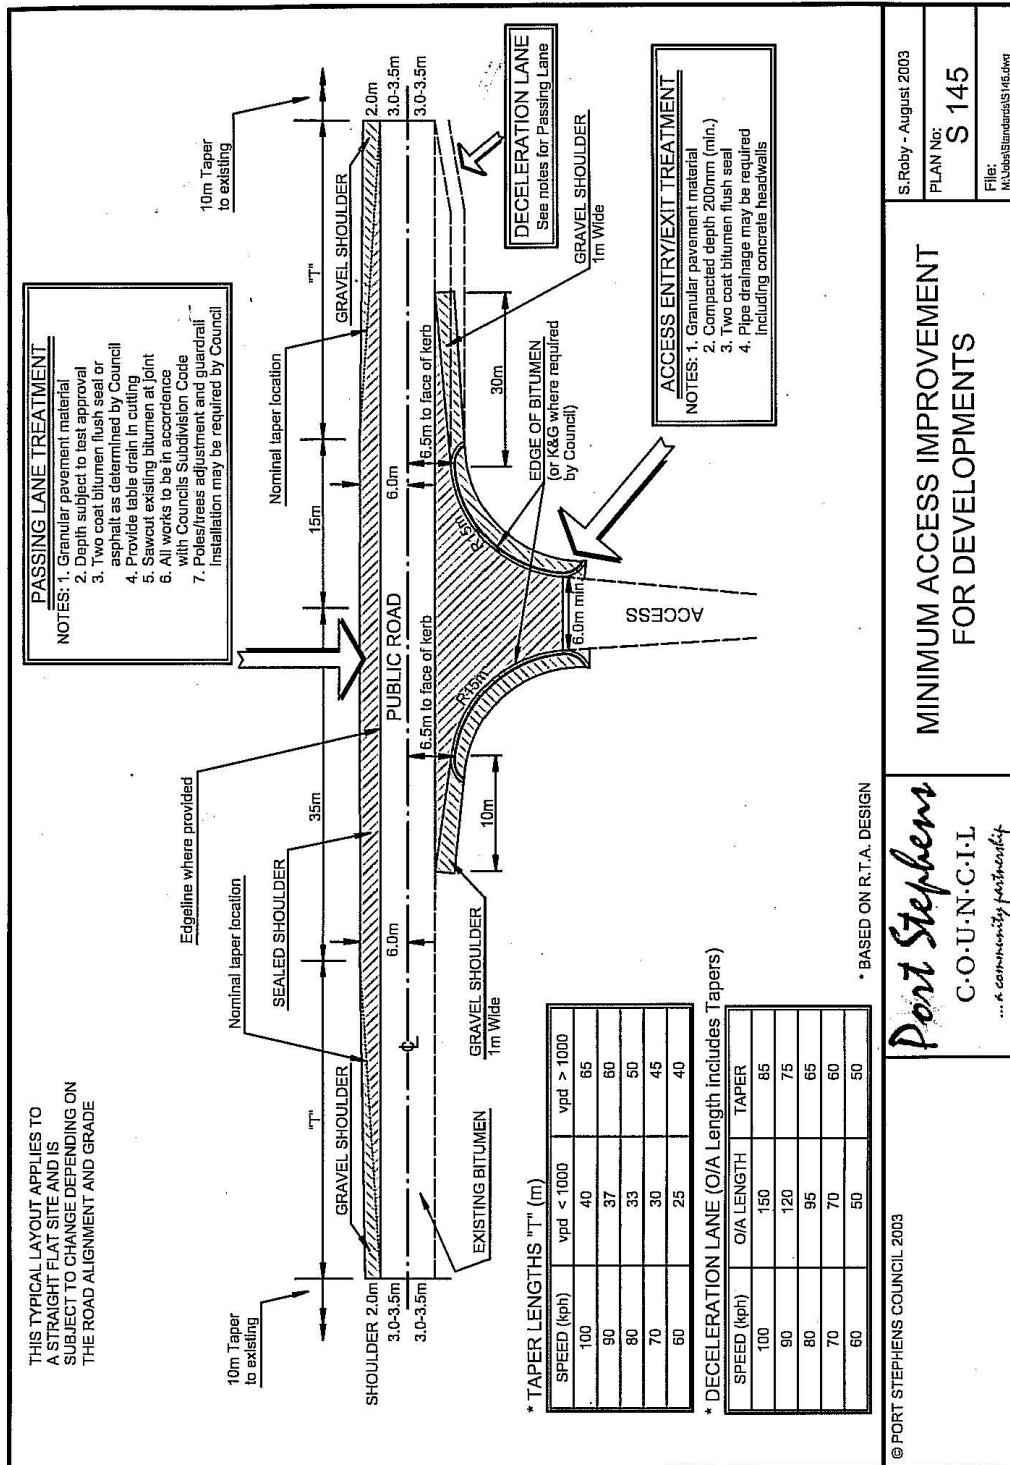 THIS TYPICAL LAYOUT APPLIES TO
A STRAIGHT FLAT SITE AND IS
SUBJECT TO CHANGE DEPENDING ON
THE ROAD ALIGNMENT AND GRADE
PASSING LANE TREATMENT
NOTES: 1. Granular pavement material
2. Depth subject to test approval
3. Two coat bitumen flush seal or
asphalt as determined by Council
4. Provide table drain in cutting
5. Sawcut existing bitumen at joint
6. All works to be in accordance
with Councils Subdivision Code
7. Poles/trees adjustment and guardrail
Installation may be required by Council
10m Taper
to existing
Nominal taper location
Edgeline where provided
Nominal taper location
10m Taper
to existing
SEALED SHOULDER
"T"
35m
15m
"T"
GRAVEL SHOULDER
GRAVEL SHOULDER
SHOULDER 2.0m
3.0-3.5m
3.0-3.5m
2.0m
3.0-3.5m
3.0-3.5m
6.0m
PUBLIC ROAD
6.0m
℄
6.5m to face of kerb
6.5m to face of kerb
EXISTING BITUMEN
GRAVEL SHOULDER
1m Wide
10m
R15m
R15m
30m
DECELERATION LANE
See notes for Passing Lane
GRAVEL SHOULDER
1m Wide
EDGE OF BITUMEN
(or K&G where required
by Council)
6.0m min.
ACCESS
ACCESS ENTRY/EXIT TREATMENT
NOTES: 1. Granular pavement material
2. Compacted depth 200mm (min.)
3. Two coat bitumen flush seal
4. Pipe drainage may be required
Including concrete headwalls
* TAPER LENGTHS "T" (m)
SPEED (kph) vpd < 1000 vpd > 1000
100 40 65
90 37 60
80 33 50
70 30 45
60 25 40
* DECELERATION LANE (O/A Length includes Tapers)
SPEED (kph) O/A LENGTH TAPER
100 150 85
90 120 75
80 95 65
70 70 60
60 50 50
* BASED ON R.T.A. DESIGN
© PORT STEPHENS COUNCIL 2003
Port Stephens
C·O·U·N·C·I·L
... a community partnership
MINIMUM ACCESS IMPROVEMENT
FOR DEVELOPMENTS
S.Roby - August 2003
PLAN No:
S 145
File:
M:\Jobs\Standards\S145.dwg